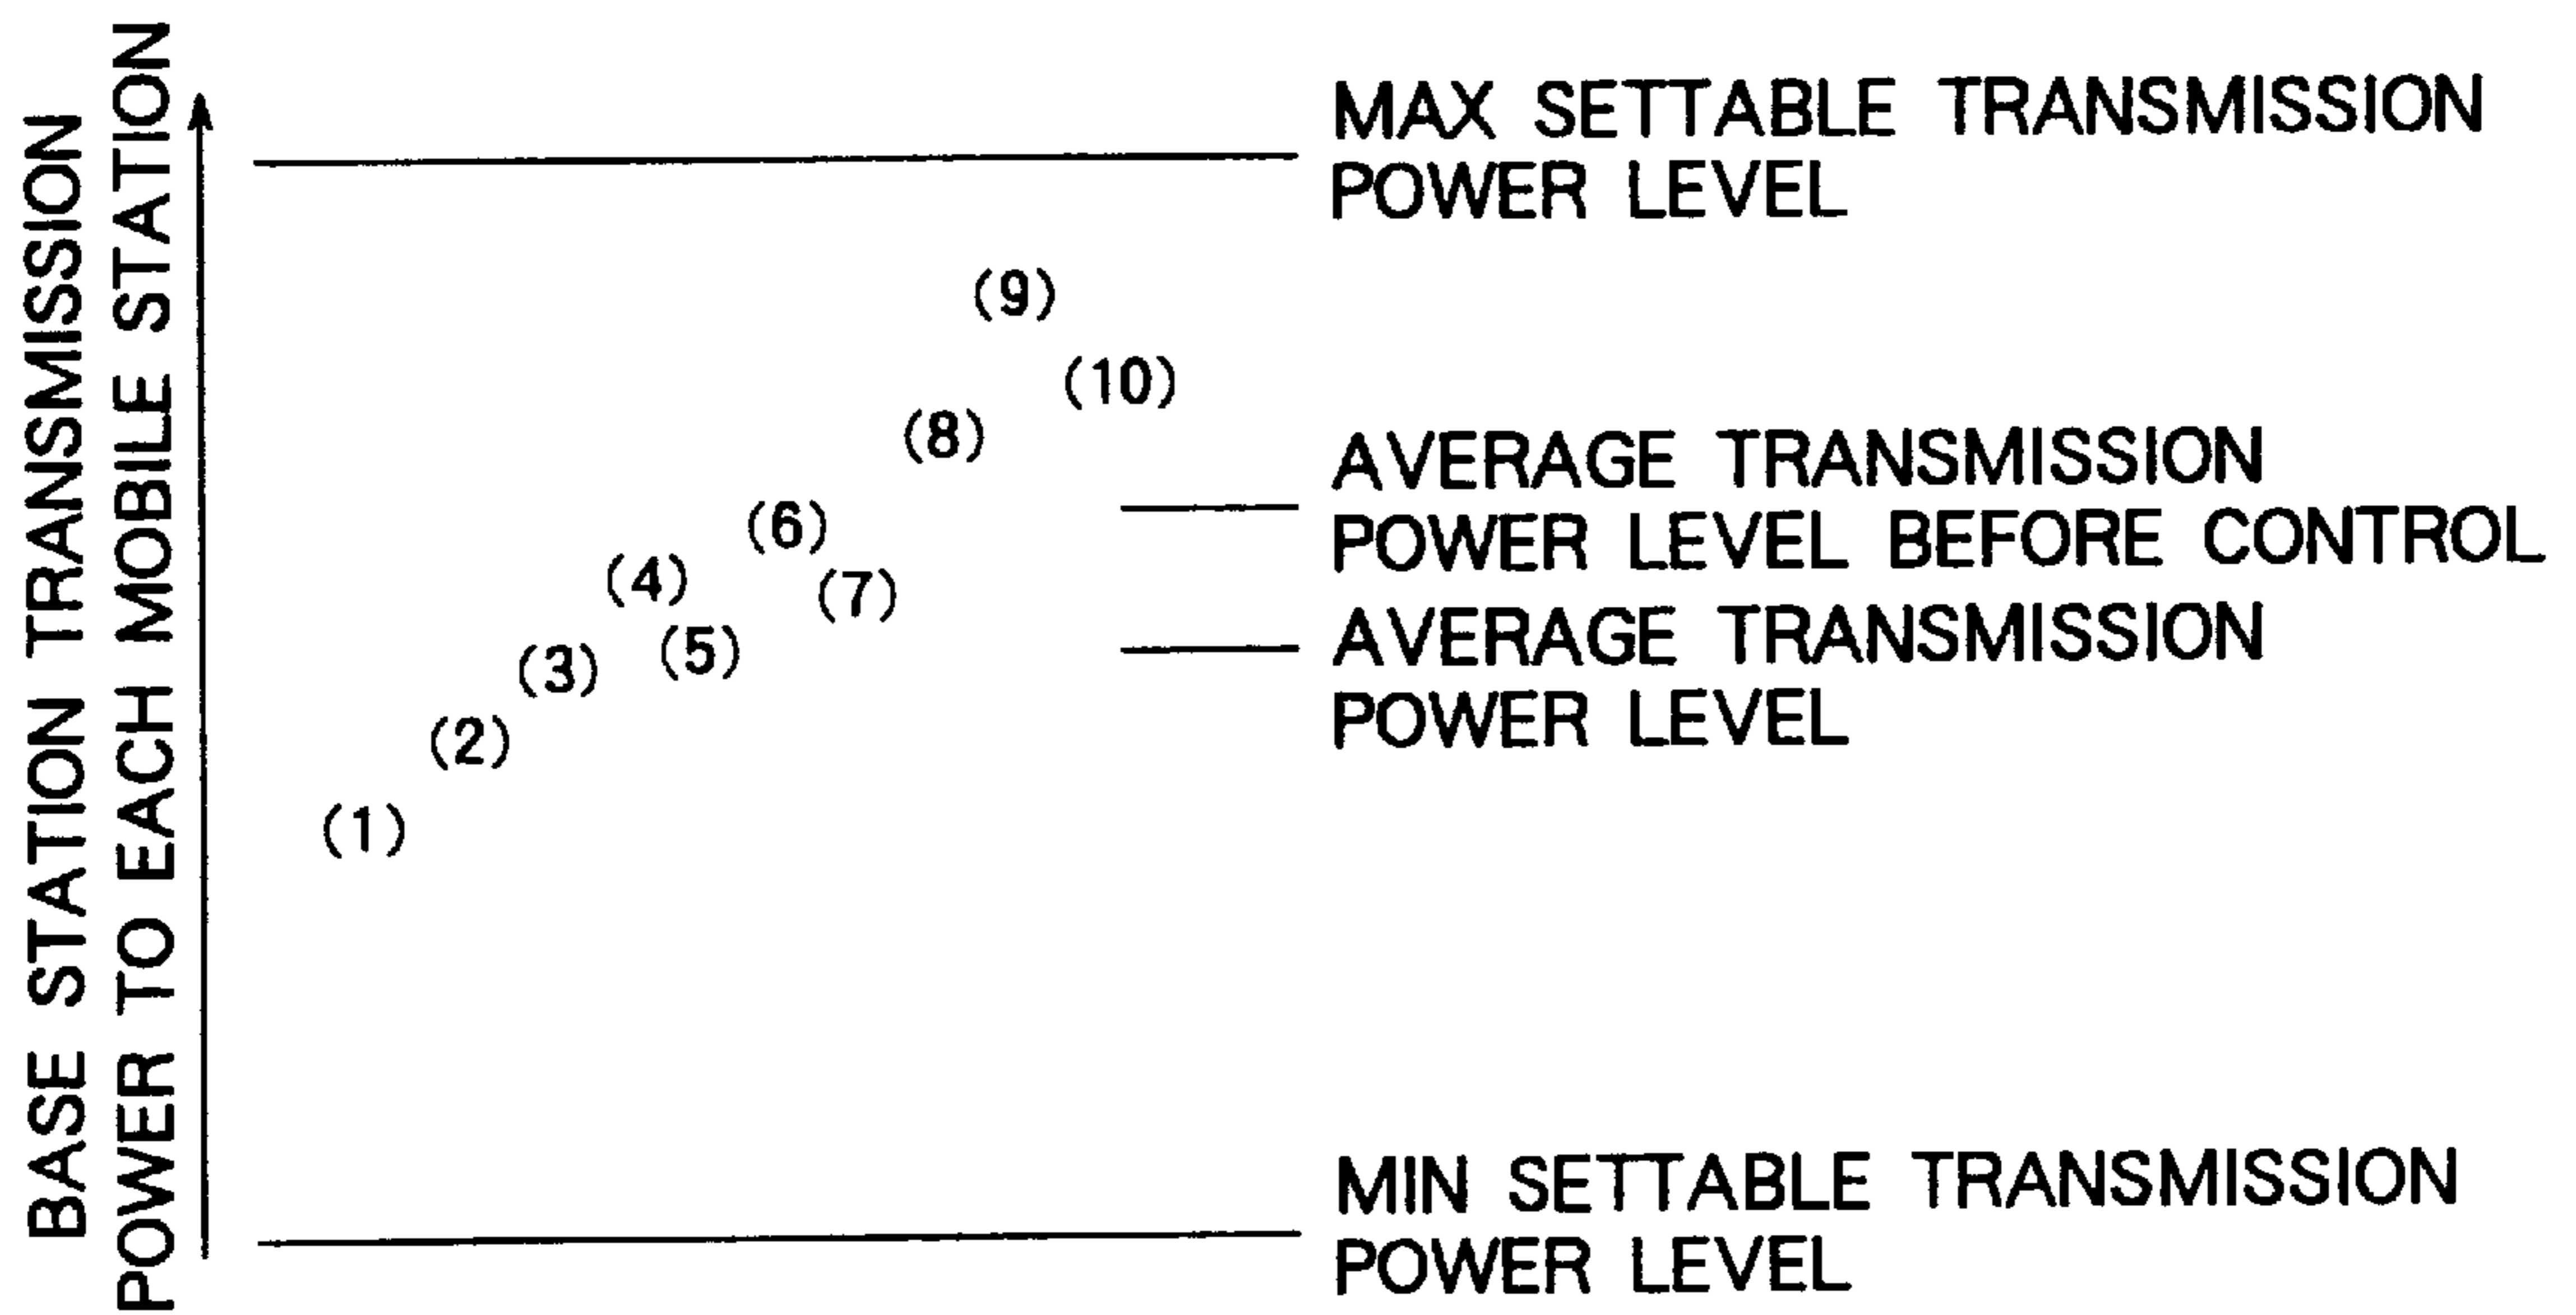 BASE STATION TRANSMISSION
POWER TO EACH MOBILE STATION
MAX SETTABLE TRANSMISSION
POWER LEVEL
(9)
(10)
(8)
AVERAGE TRANSMISSION
POWER LEVEL BEFORE CONTROL
(6)
(4)
(7)
(5)
(3)
AVERAGE TRANSMISSION
POWER LEVEL
(2)
(1)
MIN SETTABLE TRANSMISSION
POWER LEVEL